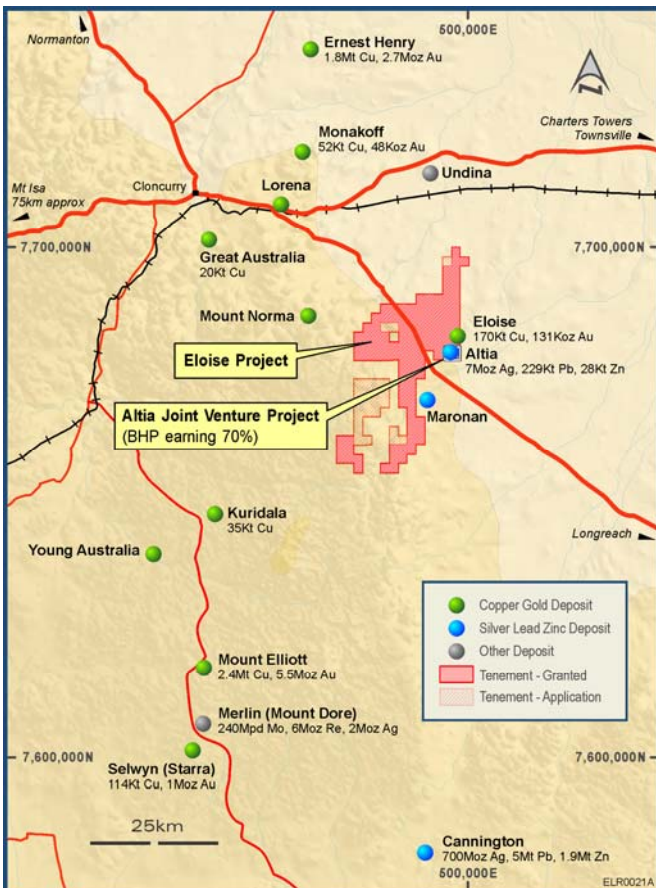 Normanton
500,000E
Ernest Henry
1.8Mt Cu, 2.7Moz Au
N
Monakoff
52Kt Cu, 48Koz Au
Charters Towers
Townsville
Undina
Mt Isa
75km approx
Cloncurry
Lorena
7,700,000N
7,700,000N
Great Australia
20Kt Cu
Mount Norma
Eloise
170Kt Cu, 131Koz Au
Eloise Project
Altia
7Moz Ag, 229Kt Pb, 28Kt Zn
Altia Joint Venture Project
(BHP earning 70%)
Maronan
Kuridala
35Kt Cu
Young Australia
Longreach
Copper Gold Deposit
Silver Lead Zinc Deposit
Other Deposit
Tenement - Granted
Tenement - Application
Mount Elliott
2.4Mt Cu, 5.5Moz Au
Merlin (Mount Dore)
240Mpd Mo, 6Moz Re, 2Moz Ag
7,600,000N
7,600,000N
Selwyn (Starra)
114Kt Cu, 1Moz Au
25km
Cannington
700Moz Ag, 5Mt Pb, 1.9Mt Zn
500,000E
ELR0021A